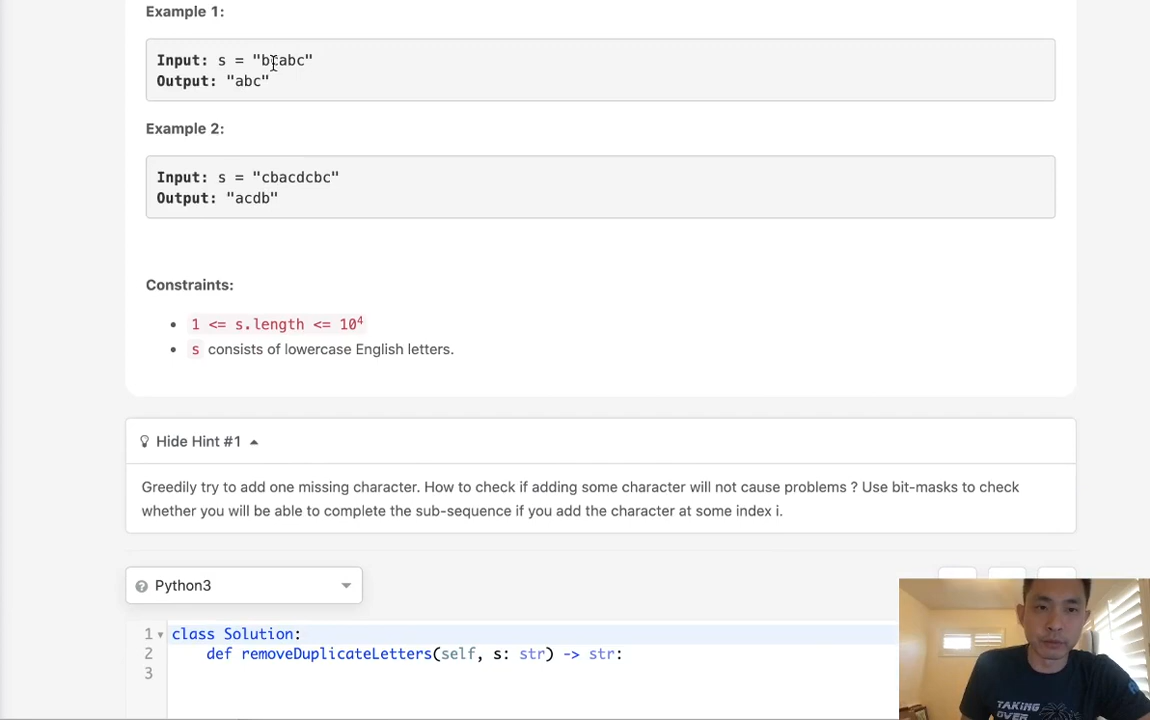 Example 1:
Input: s = "bcabc"
Output: "abc"
Example 2:
Input: s = "cbacdcbc"
Output: "acdb"
Constraints:
1 <= s.length <= 10⁴
s consists of lowercase English letters.
Hide Hint #1
Greedily try to add one missing character. How to check if adding some character will not cause problems ? Use bit-masks to check
whether you will be able to complete the sub-sequence if you add the character at some index i.
Python3
1 class Solution:
2 def removeDuplicateLetters(self, s: str) -> str:
3
TAKING
OVER